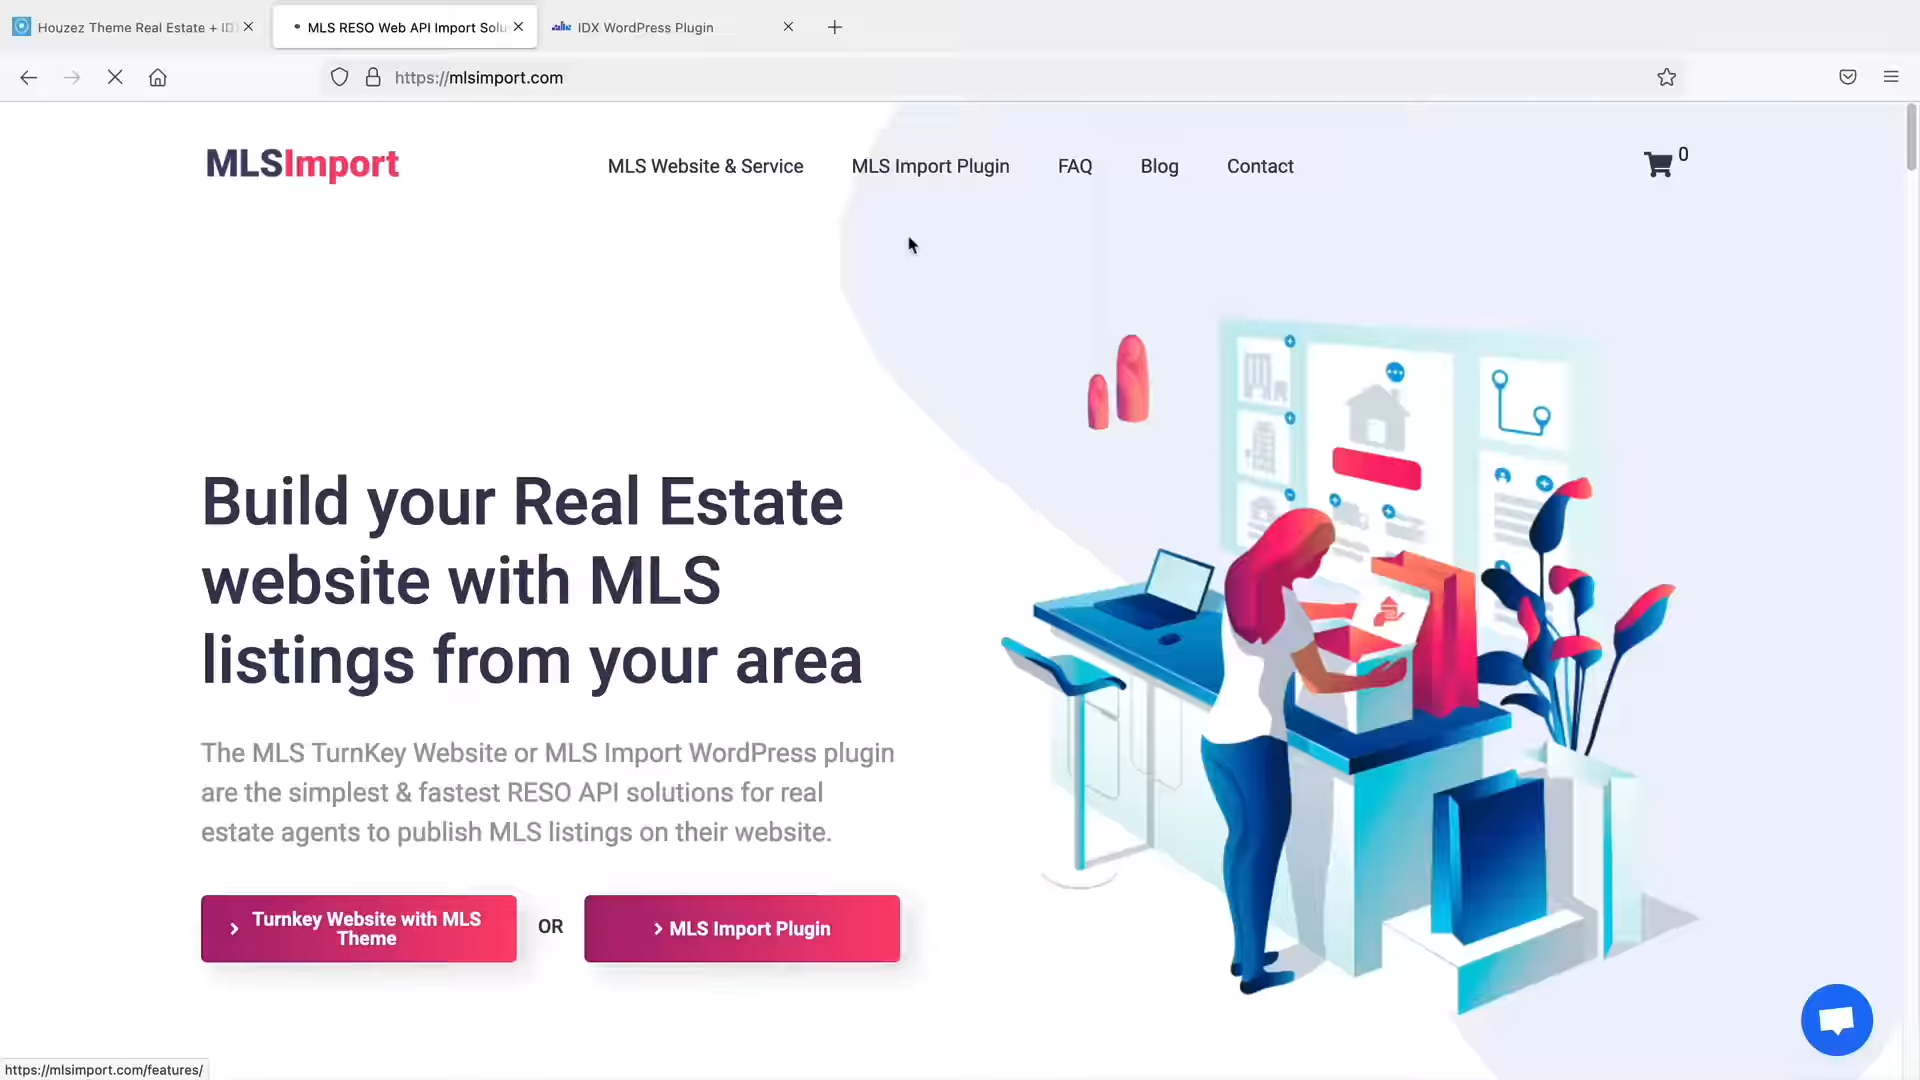 Houzez Theme Real Estate + ID
MLS RESO Web API Import Solu
IDX WordPress Plugin
https://mlsimport.com
MLSImport
MLS Website & Service
MLS Import Plugin
FAQ
Blog
Contact
0
Build your Real Estate
website with MLS
listings from your area
The MLS TurnKey Website or MLS Import WordPress plugin
are the simplest & fastest RESO API solutions for real
estate agents to publish MLS listings on their website.
Turnkey Website with MLS
Theme
OR
MLS Import Plugin
https://mlsimport.com/features/